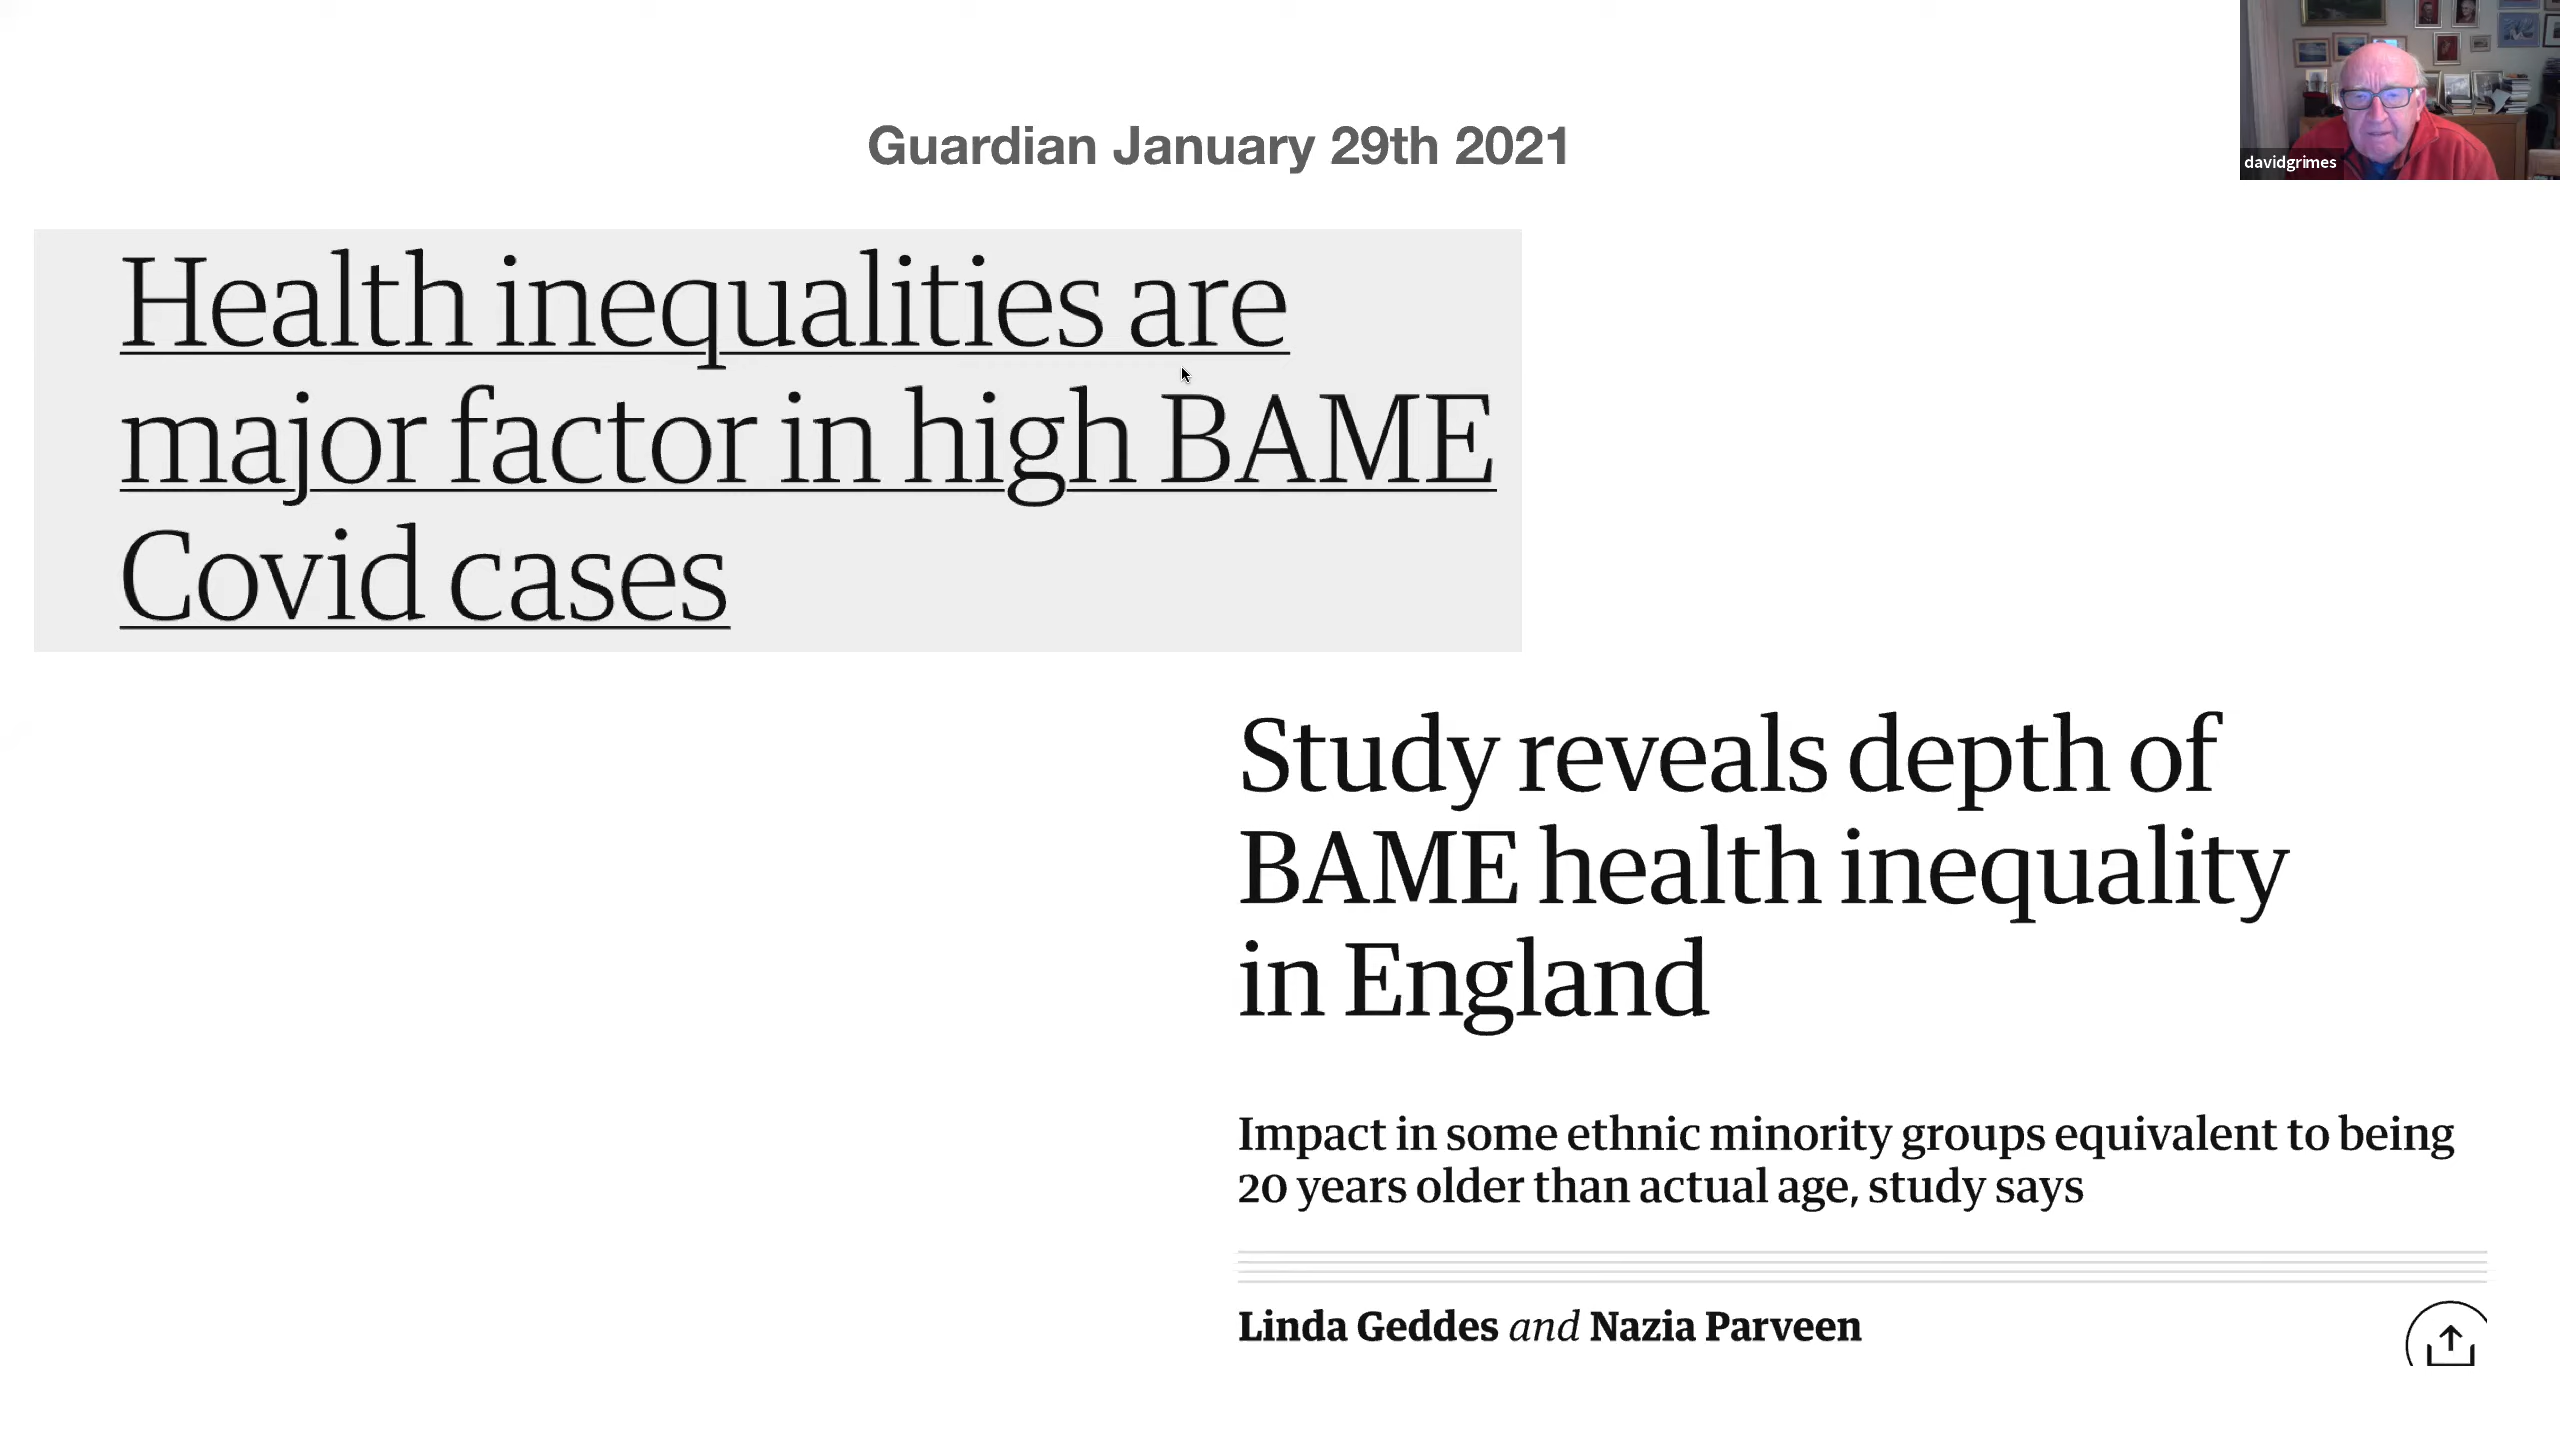 Guardian January 29th 2021
davidgrimes
Health inequalities are
major factor in high BAME
Covid cases
Study reveals depth of
BAME health inequality
in England
Impact in some ethnic minority groups equivalent to being
20 years older than actual age, study says
Linda Geddes and Nazia Parveen